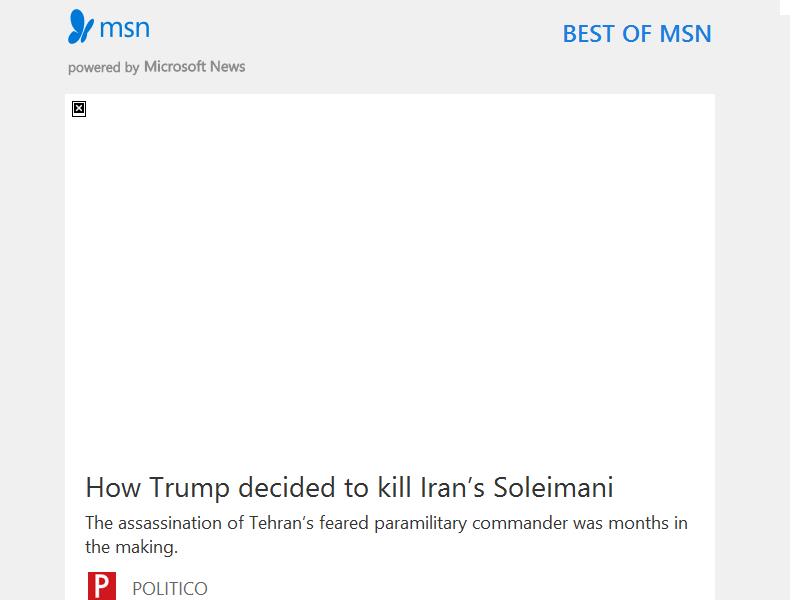 msn
BEST OF MSN
powered by Microsoft News
How Trump decided to kill Iran’s Soleimani
The assassination of Tehran’s feared paramilitary commander was months in
the making.
P POLITICO